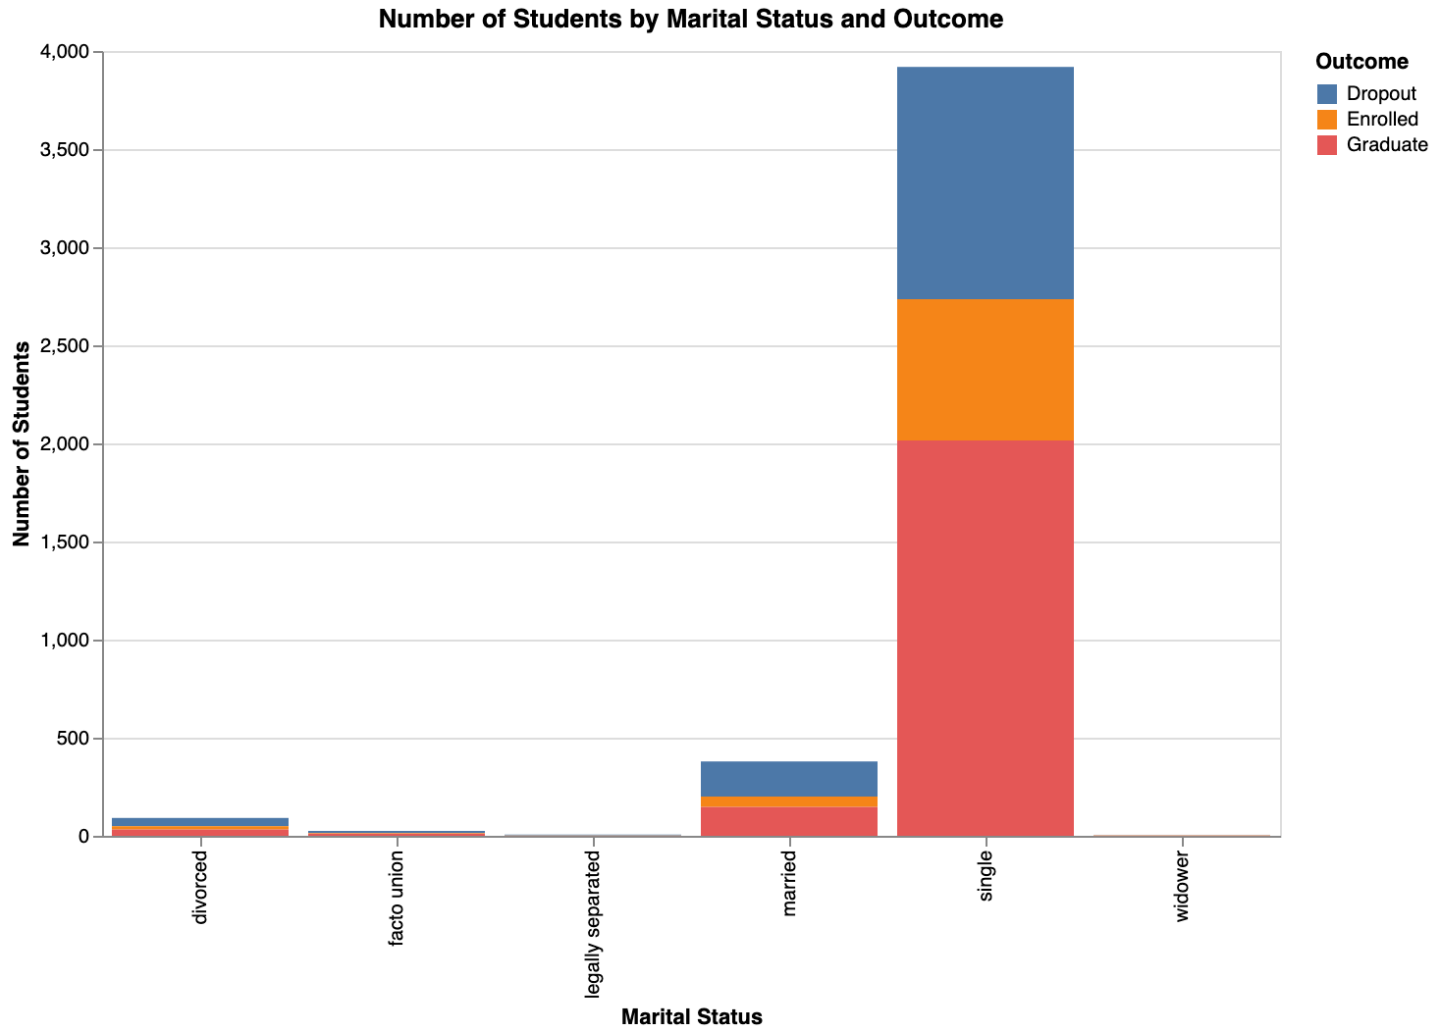 Number of Students by Marital Status and Outcome
Outcome
Dropout
Enrolled
Graduate
Number of Students
4,000
3,500
3,000
2,500
2,000
1,500
1,000
500
0
divorced
facto union
legally separated
married
single
widower
Marital Status